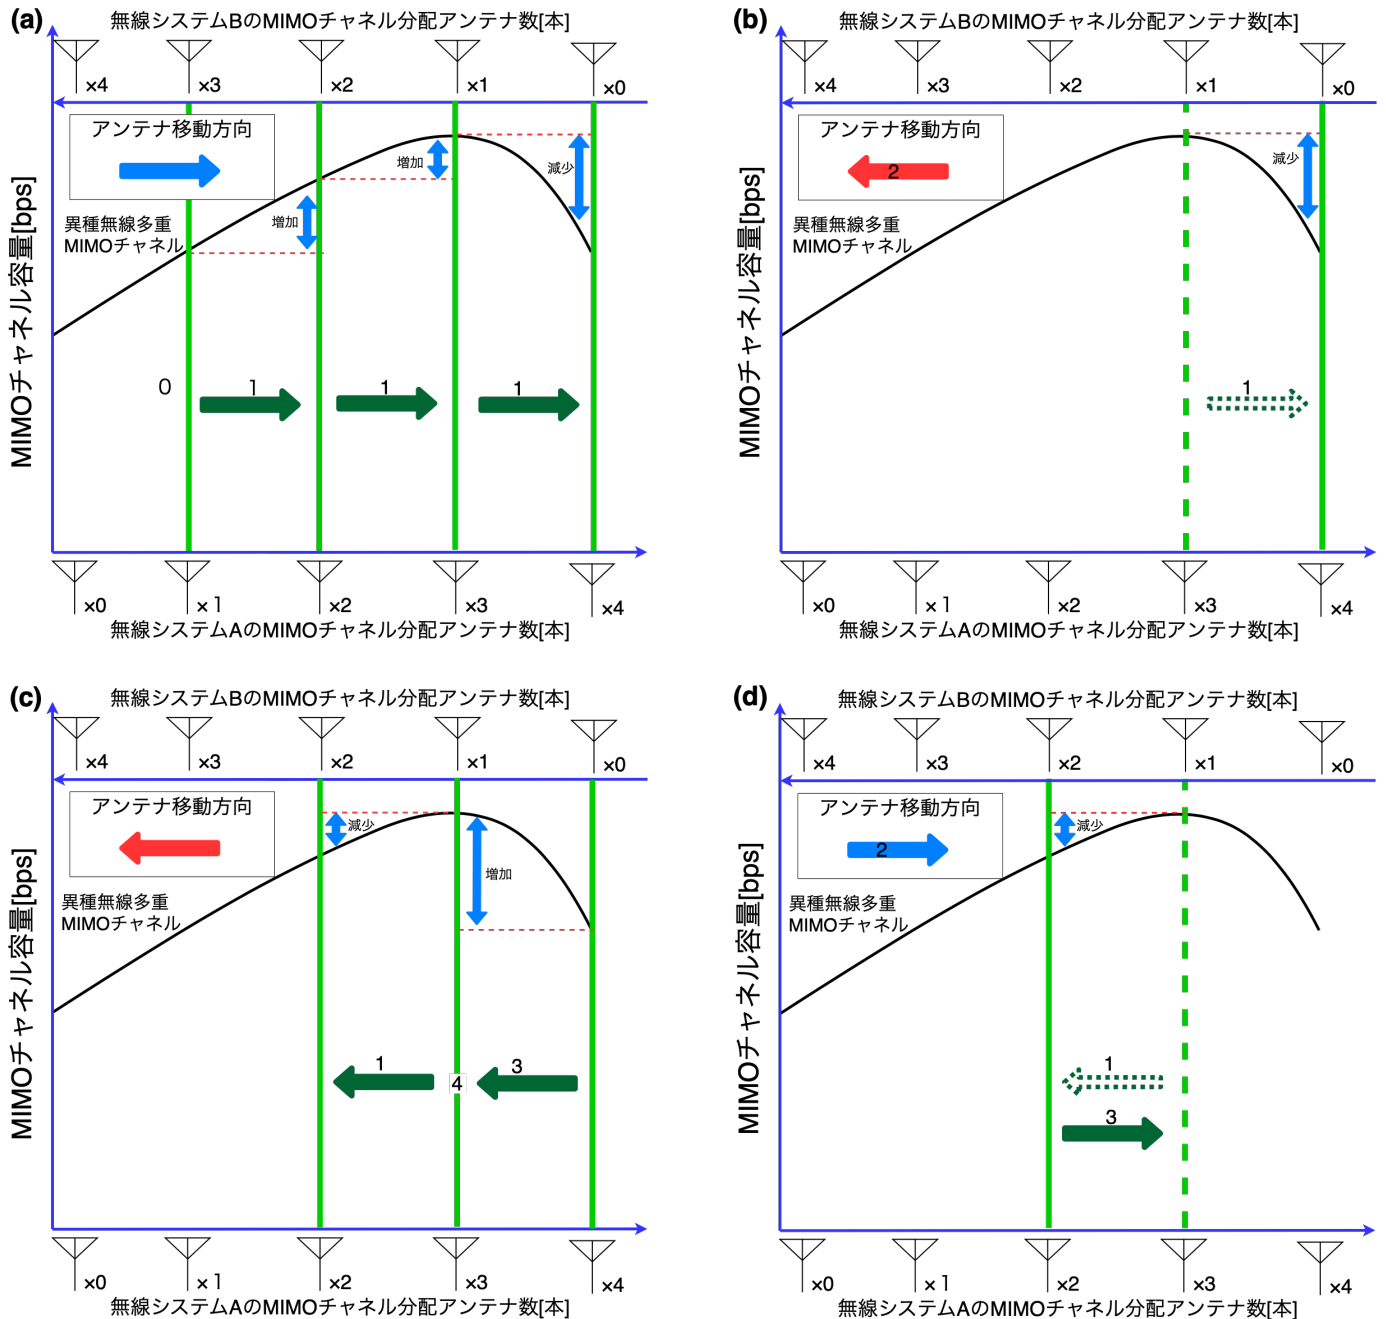 (a)
無線システムBのMIMOチャネル分配アンテナ数[本]
×4
×3
×2
×1
×0
アンテナ移動方向
増加
減少
増加
異種無線多重
MIMOチャネル
MIMOチャネル容量[bps]
0
1
1
1
×0
×1
×2
×3
×4
無線システムAのMIMOチャネル分配アンテナ数[本]
(b)
無線システムBのMIMOチャネル分配アンテナ数[本]
×4
×3
×2
×1
×0
アンテナ移動方向
2
減少
異種無線多重
MIMOチャネル
MIMOチャネル容量[bps]
1
×0
×1
×2
×3
×4
無線システムAのMIMOチャネル分配アンテナ数[本]
(c)
無線システムBのMIMOチャネル分配アンテナ数[本]
×4
×3
×2
×1
×0
アンテナ移動方向
減少
増加
異種無線多重
MIMOチャネル
MIMOチャネル容量[bps]
1
4
3
×0
×1
×2
×3
×4
無線システムAのMIMOチャネル分配アンテナ数[本]
(d)
無線システムBのMIMOチャネル分配アンテナ数[本]
×4
×3
×2
×1
×0
アンテナ移動方向
2
減少
異種無線多重
MIMOチャネル
MIMOチャネル容量[bps]
1
3
×0
×1
×2
×3
×4
無線システムAのMIMOチャネル分配アンテナ数[本]